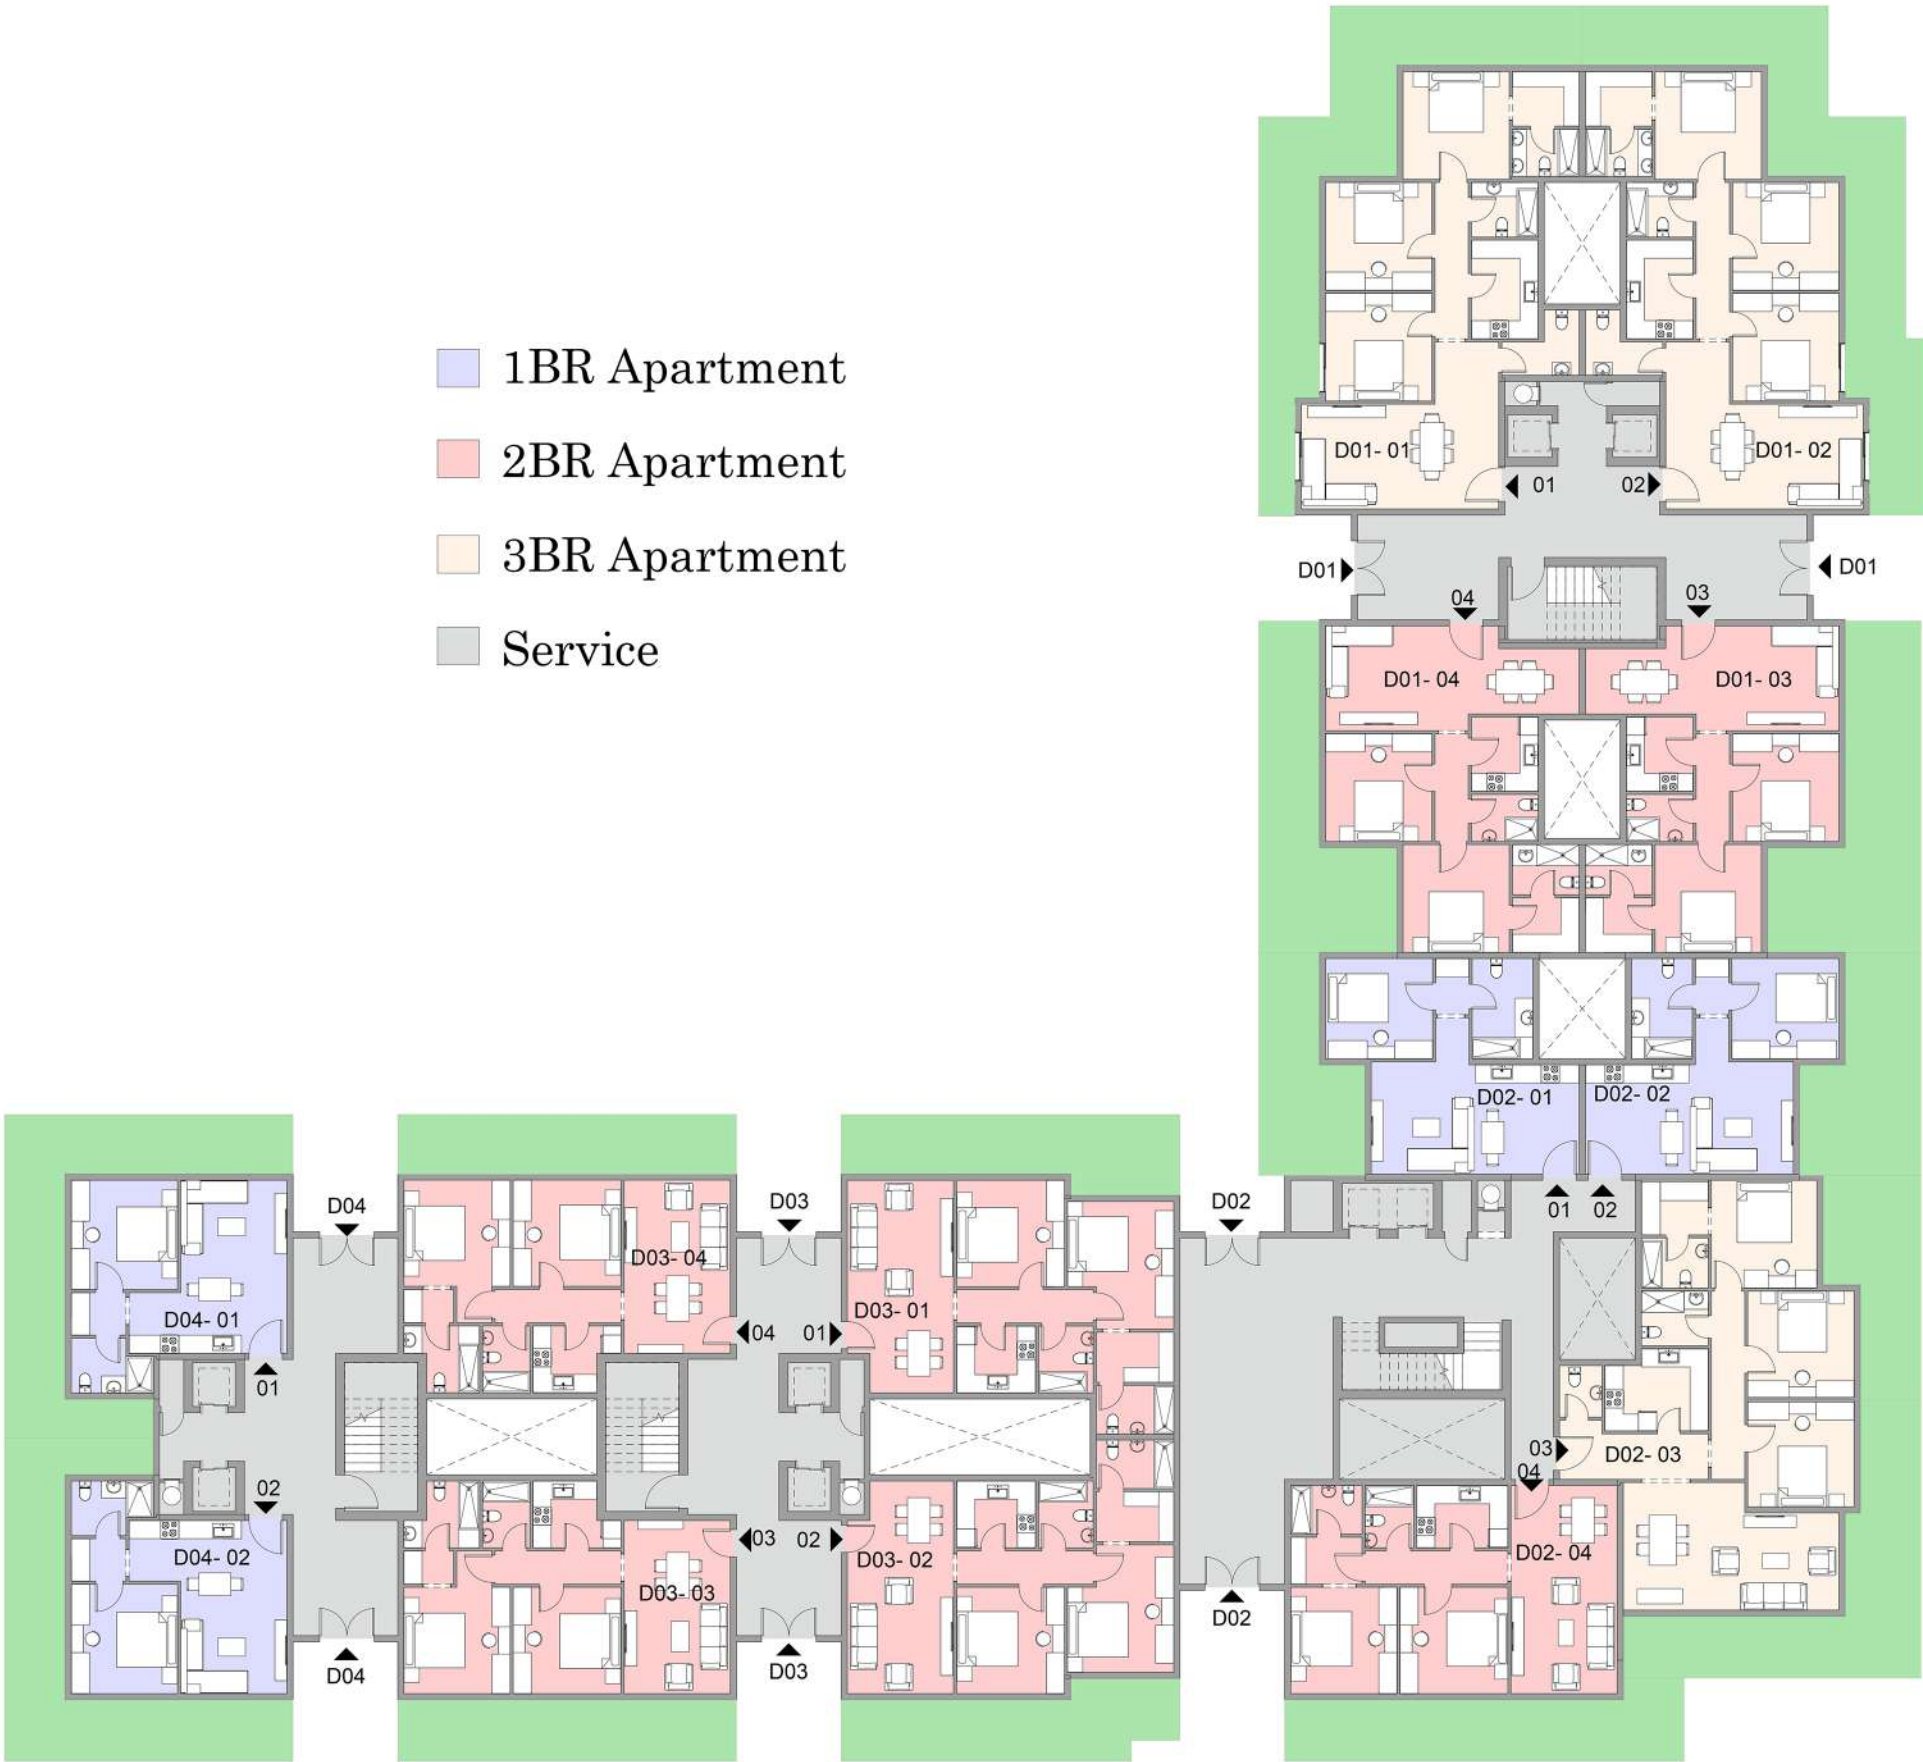 1BR Apartment
2BR Apartment
3BR Apartment
Service
D01- 01
D01- 02
01
02
D01
D01
04
03
D01- 04
D01- 03
D02- 01
D02- 02
01
02
D04
D03
D02
D04- 01
D03- 04
D03- 01
04
01
01
03
D02- 03
04
02
03
02
D04- 02
D03- 03
D03- 02
D02- 04
D04
D03
D02